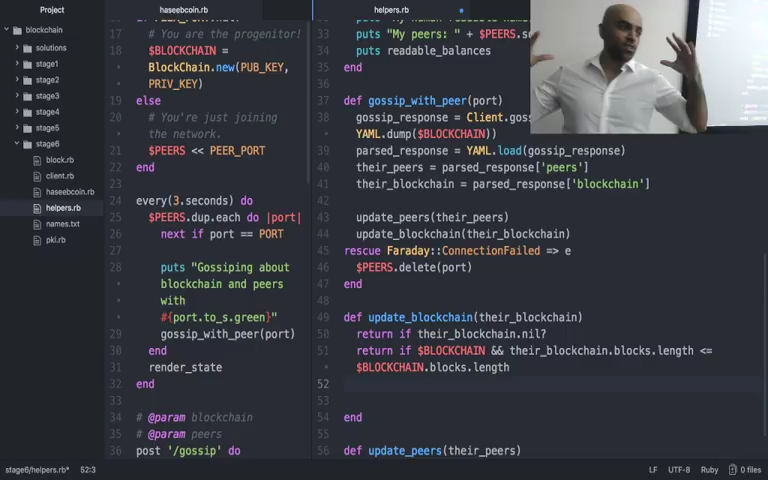 Project
haseebcoin.rb
helpers.rb
blockchain
solutions
stage1
stage2
stage3
stage4
stage5
stage6
block.rb
client.rb
haseebcoin.rb
helpers.rb
names.txt
pki.rb
17 # You are the progenitor!
18 $BLOCKCHAIN =
BlockChain.new(PUB_KEY,
PRIV_KEY)
19 else
20 # You're just joining
the network.
21 $PEERS << PEER_PORT
22 end
23
24 every(3.seconds) do
25 $PEERS.dup.each do |port|
26 next if port == PORT
27
28 puts "Gossiping about
blockchain and peers
with
#{port.to_s.green}"
29 gossip_with_peer(port)
30 end
31 render_state
32 end
33
34 # @param blockchain
35 # @param peers
36 post '/gossip' do
33 puts "My peers: " + $PEERS.
34 puts readable_balances
35 end
36
37 def gossip_with_peer(port)
38 gossip_response = Client.gos
YAML.dump($BLOCKCHAIN))
39 parsed_response = YAML.load(gossip_response)
40 their_peers = parsed_response['peers']
41 their_blockchain = parsed_response['blockchain']
42
43 update_peers(their_peers)
44 update_blockchain(their_blockchain)
45 rescue Faraday::ConnectionFailed => e
46 $PEERS.delete(port)
47 end
48
49 def update_blockchain(their_blockchain)
50 return if their_blockchain.nil?
51 return if $BLOCKCHAIN && their_blockchain.blocks.length <=
$BLOCKCHAIN.blocks.length
52
53
54 end
55
56 def update_peers(their_peers)
stage6/helpers.rb* 52:3
LF UTF-8 Ruby 0 files